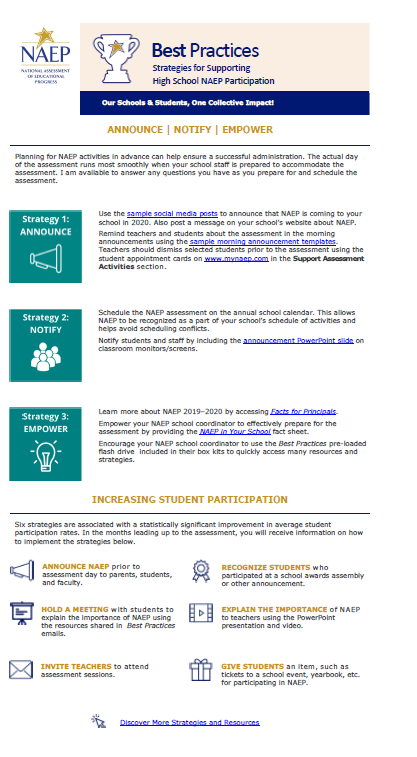 NAEP
NATIONAL ASSESSMENT
OF EDUCATIONAL
PROGRESS
Best Practices
Strategies for Supporting
High School NAEP Participation
Our Schools & Students, One Collective Impact!
ANNOUNCE | NOTIFY | EMPOWER
Planning for NAEP activities in advance can help ensure a successful administration. The actual day
of the assessment runs most smoothly when your school staff is prepared to accommodate the
assessment. I am available to answer any questions you have as you prepare for and schedule the
assessment.
Strategy 1:
ANNOUNCE
Use the sample social media posts to announce that NAEP is coming to your
school in 2020. Also post a message on your school's website about NAEP.
Remind teachers and students about the assessment in the morning
announcements using the sample morning announcement templates.
Teachers should dismiss selected students prior to the assessment using the
student appointment cards on www.mynaep.com in the Support Assessment
Activities section.
Strategy 2:
NOTIFY
Schedule the NAEP assessment on the annual school calendar. This allows
NAEP to be recognized as a part of your school's schedule of activities and
helps avoid scheduling conflicts.
Notify students and staff by including the announcement PowerPoint slide on
classroom monitors/screens.
Strategy 3:
EMPOWER
Learn more about NAEP 2019–2020 by accessing Facts for Principals.
Empower your NAEP school coordinator to effectively prepare for the
assessment by providing the NAEP in Your School fact sheet.
Encourage your NAEP school coordinator to use the Best Practices pre-loaded
flash drive included in their box kits to quickly access many resources and
strategies.
INCREASING STUDENT PARTICIPATION
Six strategies are associated with a statistically significant improvement in average student
participation rates. In the months leading up to the assessment, you will receive information on how
to implement the strategies below.
ANNOUNCE NAEP prior to
assessment day to parents, students,
and faculty.
RECOGNIZE STUDENTS who
participated at a school awards assembly
or other announcement.
HOLD A MEETING with students to
explain the importance of NAEP using
the resources shared in Best Practices
emails.
EXPLAIN THE IMPORTANCE of NAEP
to teachers using the PowerPoint
presentation and video.
INVITE TEACHERS to attend
assessment sessions.
GIVE STUDENTS an item, such as
tickets to a school event, yearbook, etc.
for participating in NAEP.
Discover More Strategies and Resources